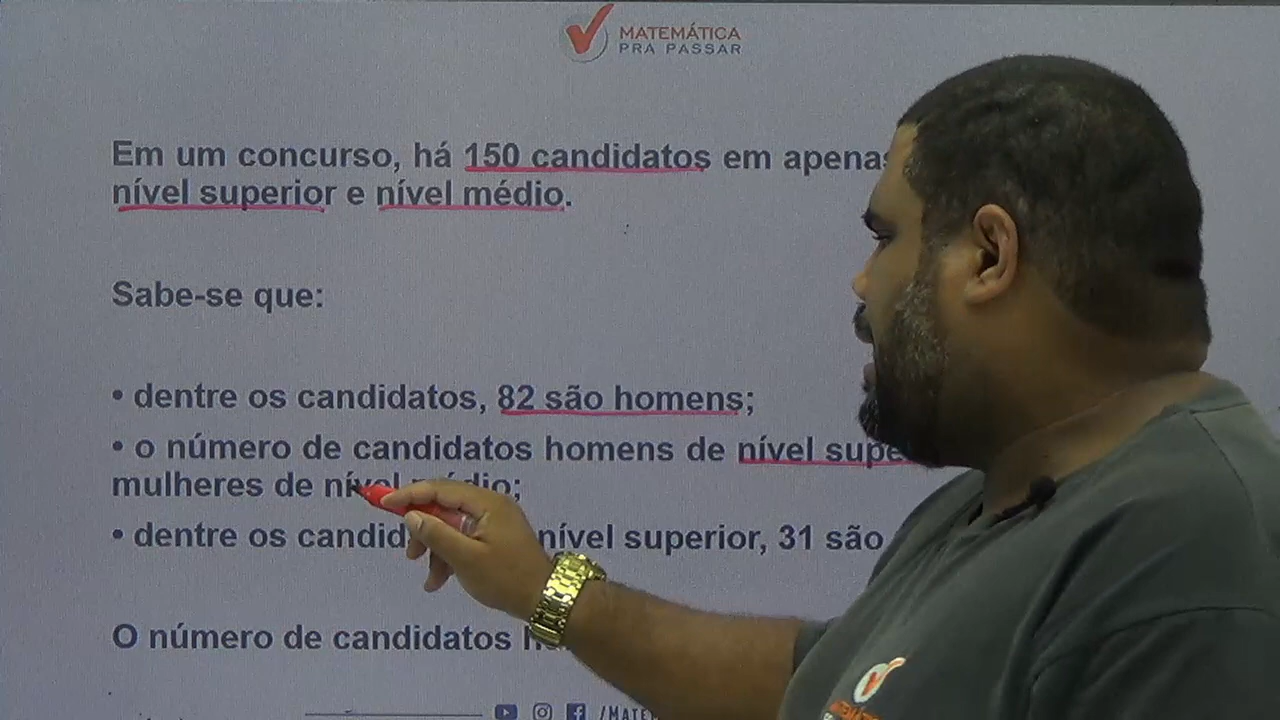 MATEMÁTICA
PRA PASSAR
Em um concurso, há 150 candidatos em apenas
nível superior e nível médio.
Sabe-se que:
• dentre os candidatos, 82 são homens;
• o número de candidatos homens de nível
mulheres de
• dentre os nível superior, 31 são
O número de candidatos